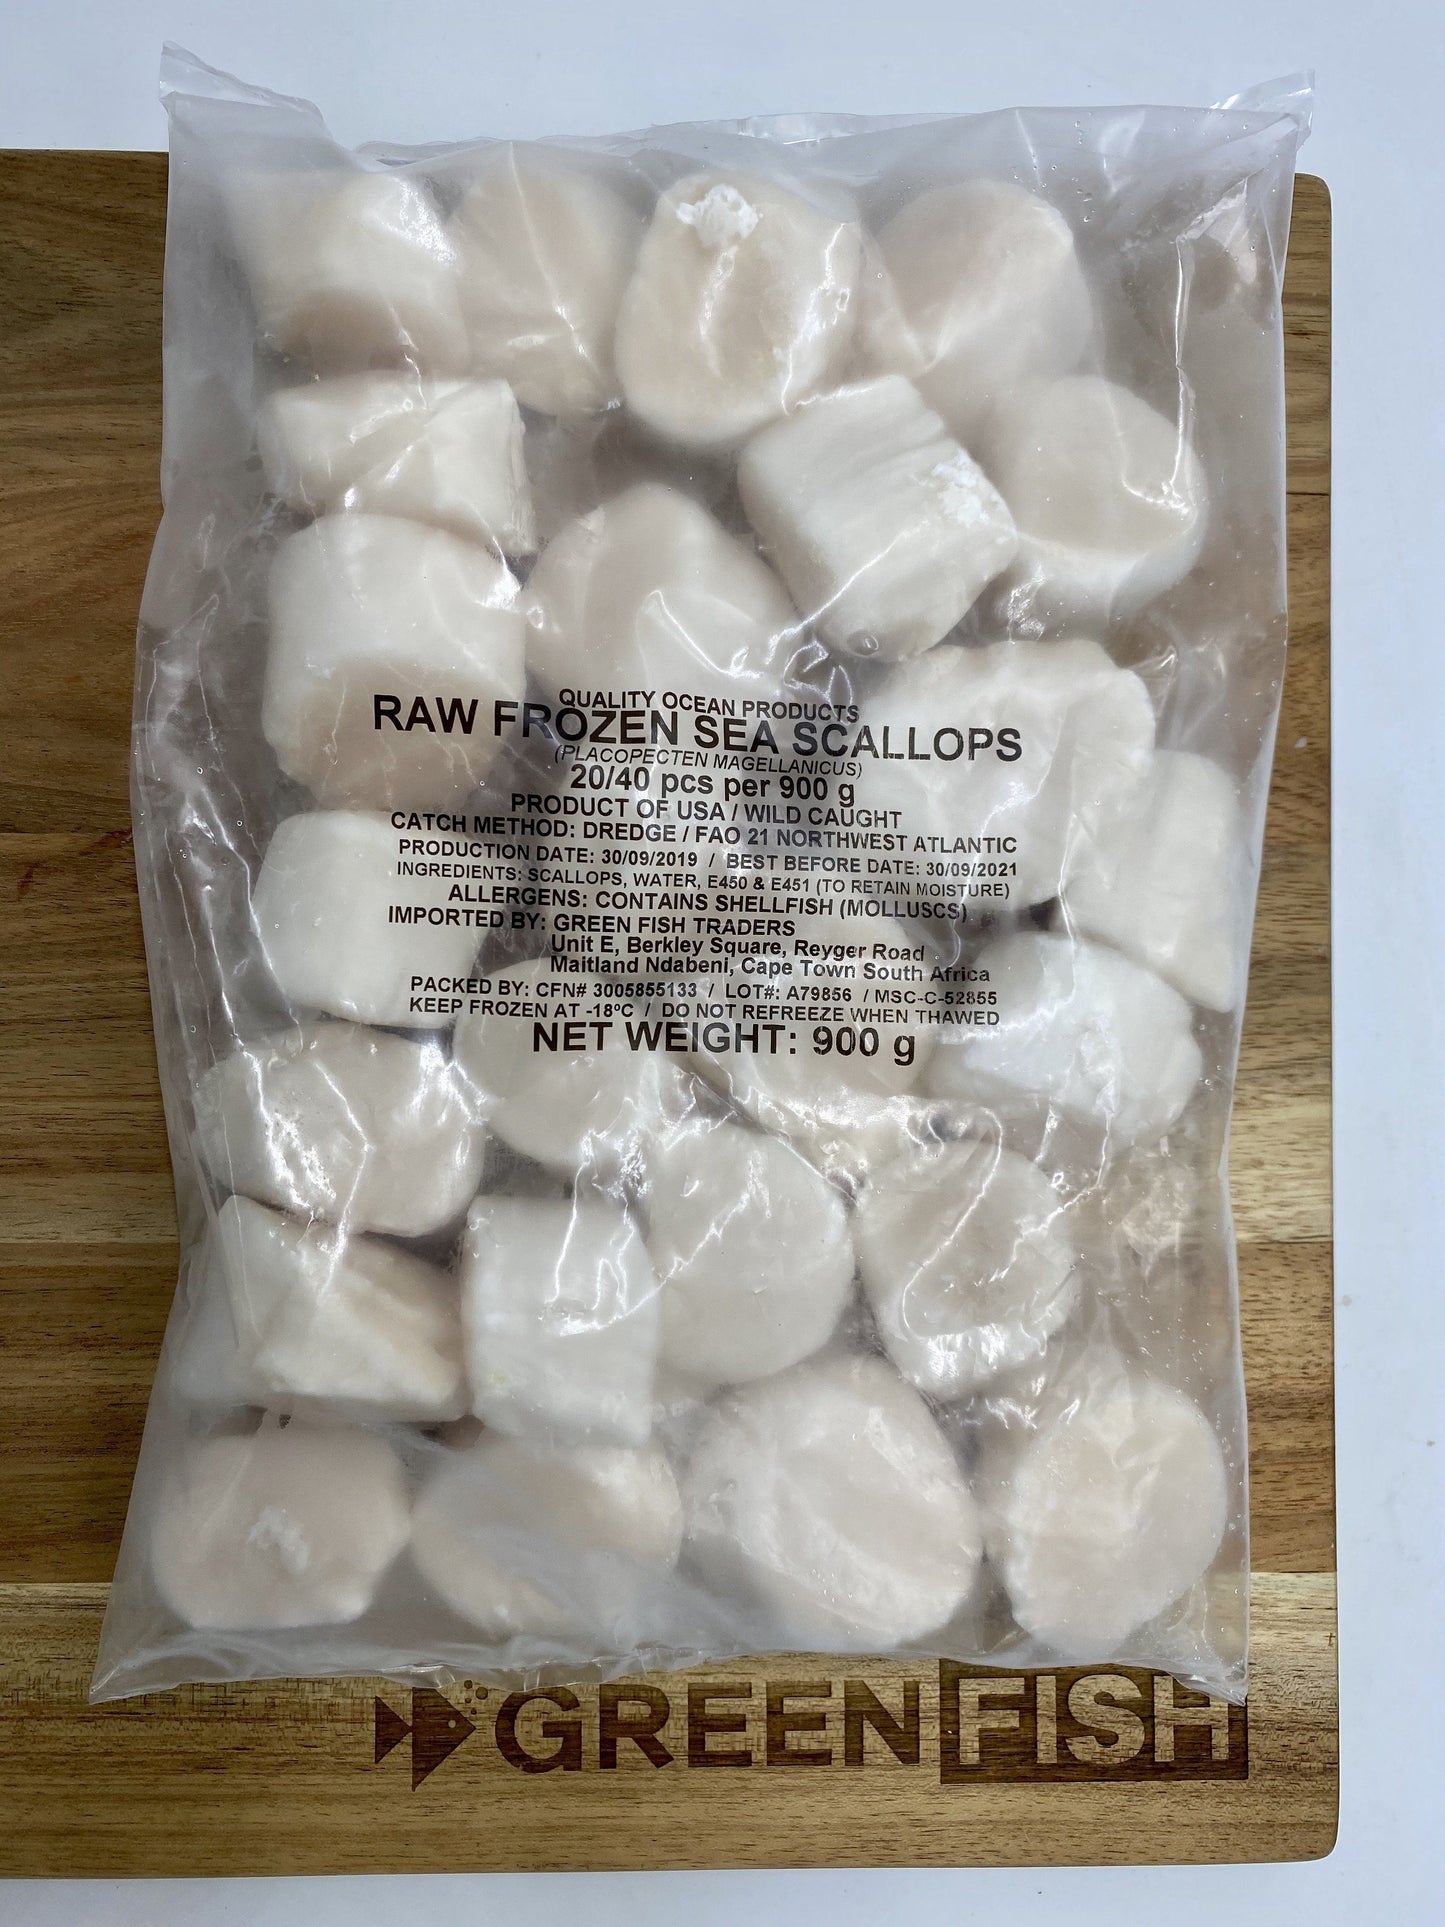 QUALITY OCEAN PRODUCTS
RAW FROZEN SEA SCALLOPS
(PLACOPECTEN MAGELLANICUS)
20/40 pcs per 900 g
PRODUCT OF USA / WILD CAUGHT
CATCH METHOD: DREDGE / FAO 21 NORTHWEST ATLANTIC
PRODUCTION DATE: 30/09/2019 / BEST BEFORE DATE: 30/09/2021
INGREDIENTS: SCALLOPS, WATER, E450 & E451 (TO RETAIN MOISTURE)
ALLERGENS: CONTAINS SHELLFISH (MOLLUSCS)
IMPORTED BY: GREEN FISH TRADERS
Unit E, Berkley Square, Reyger Road
Maitland Ndabeni, Cape Town South Africa
PACKED BY: CFN# 3005855133 / LOT#: A79856 / MSC-C-52855
KEEP FROZEN AT -18ºC / DO NOT REFREEZE WHEN THAWED
NET WEIGHT: 900 g
GREEN FISH